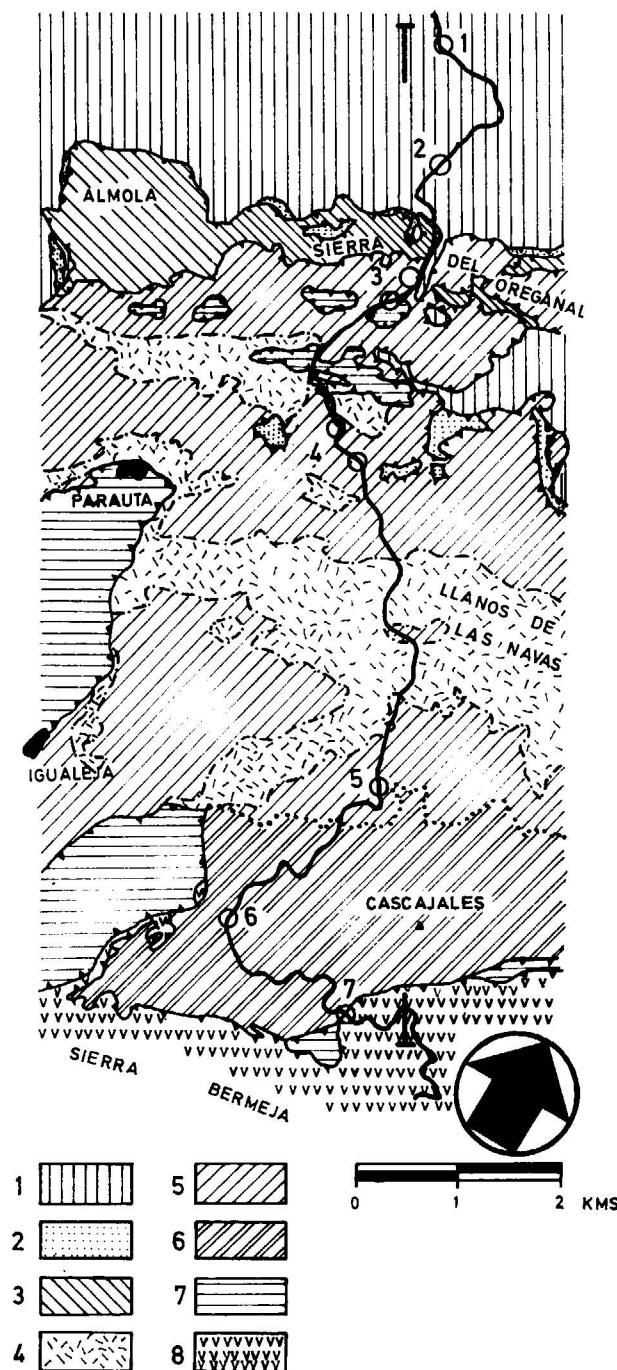 1
2
ALMOLA
SIERRA
3
DEL OREGANAL
4
PARAUTA
LLANOS DE
LAS NAVAS
IGUALEJA
5
6
CASCAJALES
7
SIERRA
BERMEJA
1
5
2
6
0 1 2 KMS
3
7
4
8